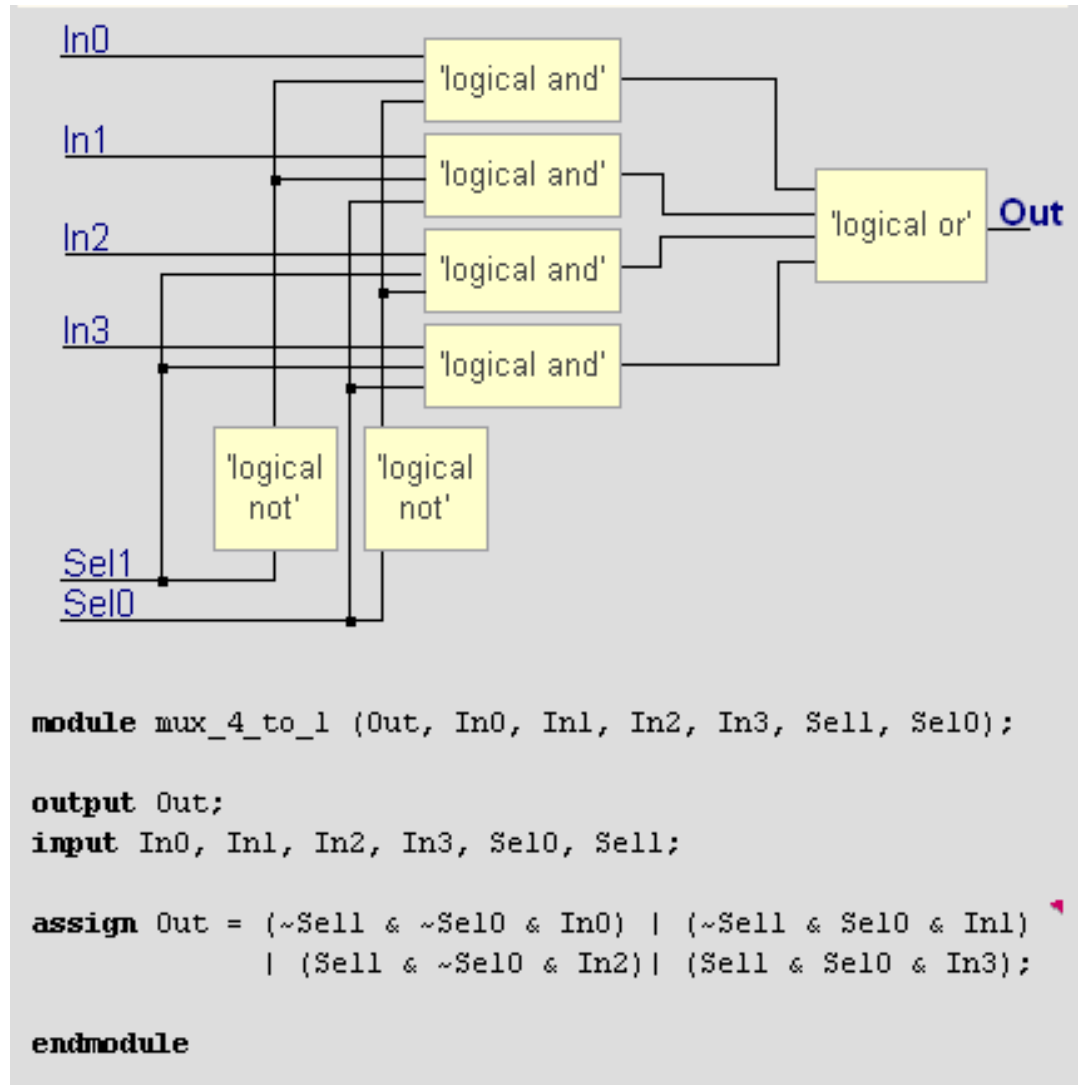 In0
'logical and'
In1
'logical and'
Out
'logical or'
In2
'logical and'
In3
'logical and'
'logical
not'
'logical
not'
Sel1
Sel0
module mux_4_to_1 (Out, In0, In1, In2, In3, Sel1, Sel0);
output Out;
input In0, In1, In2, In3, Sel0, Sel1;
assign Out = (~Sel1 & ~Sel0 & In0) | (~Sel1 & Sel0 & In1)
| (Sel1 & ~Sel0 & In2)| (Sel1 & Sel0 & In3);
endmodule